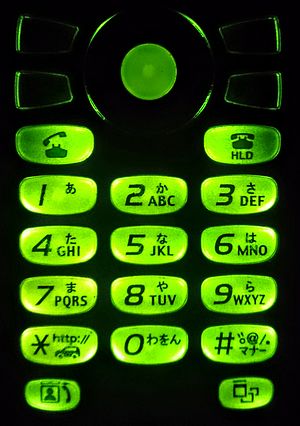 HLD
1 あ 2 か ABC 3 さ DEF
4 た GHI 5 な JKL 6 は MNO
7 ま PQRS 8 や TUV 9 ら WXYZ
* http:// 0 わをん # ゛゜@/. マナー